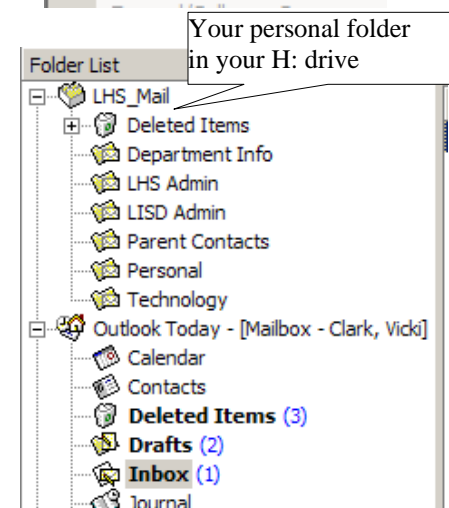 Your personal folder
in your H: drive
Folder List
LHS_Mail
Deleted Items
Department Info
LHS Admin
LISD Admin
Parent Contacts
Personal
Technology
Outlook Today - [Mailbox - Clark, Vicki]
Calendar
Contacts
Deleted Items (3)
Drafts (2)
Inbox (1)
Journal